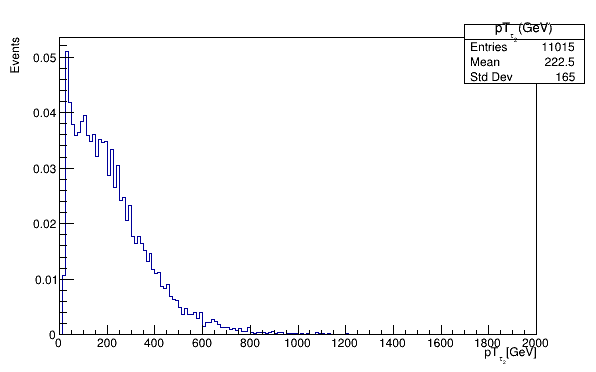 pT_τ₂(GeV)
Entries 11015
Mean 222.5
Std Dev 165
Events
0.05
0.04
0.03
0.02
0.01
0
0 200 400 600 800 1000 1200 1400 1600 1800 2000
pT_τ₂[GeV]